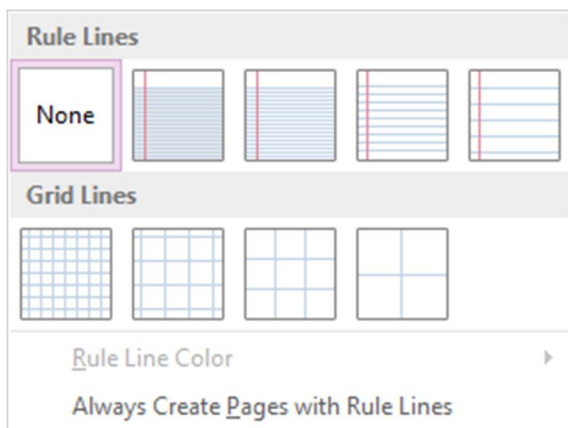 Rule Lines
None
Grid Lines
Rule Line Color
Always Create Pages with Rule Lines